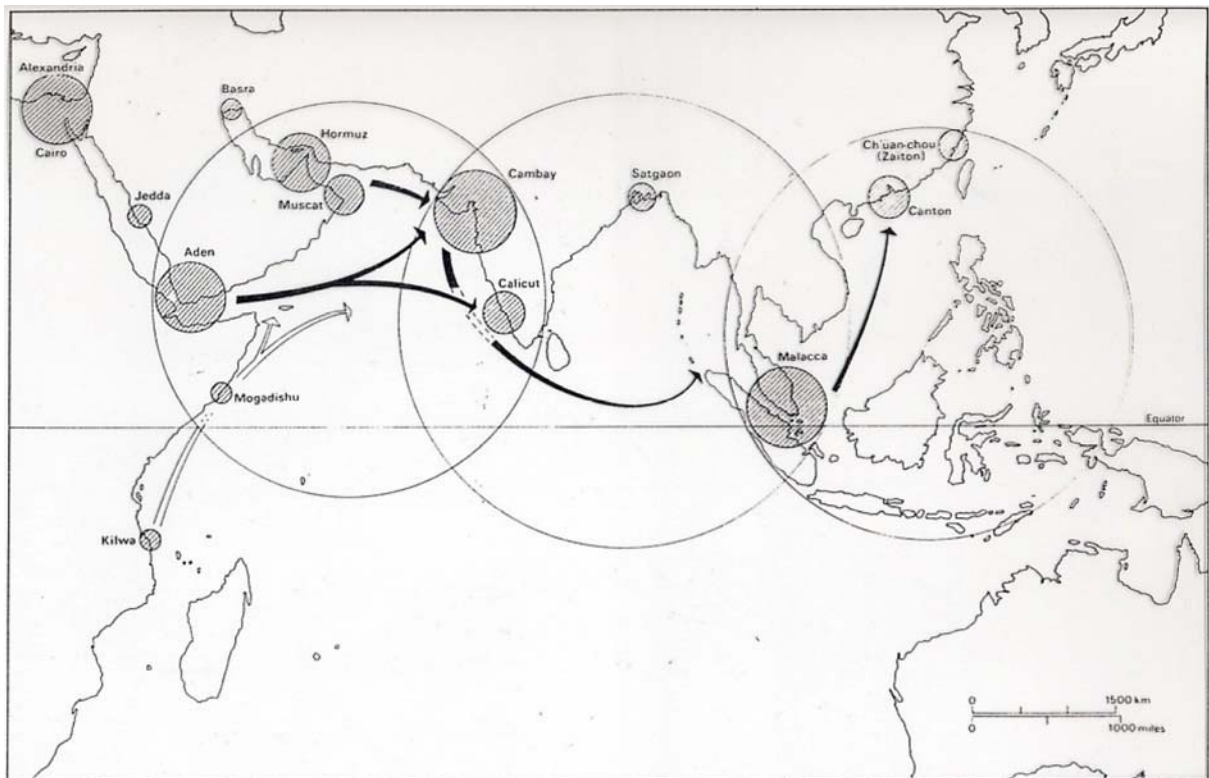 Alexandria
Cairo
Basra
Hormuz
Muscat
Jedda
Aden
Cambay
Calicut
Satgaon
Ch'uan-chou
(Zaiton)
Canton
Malacca
Mogadishu
Equator
Kilwa
0 1500 km
0 1000 miles